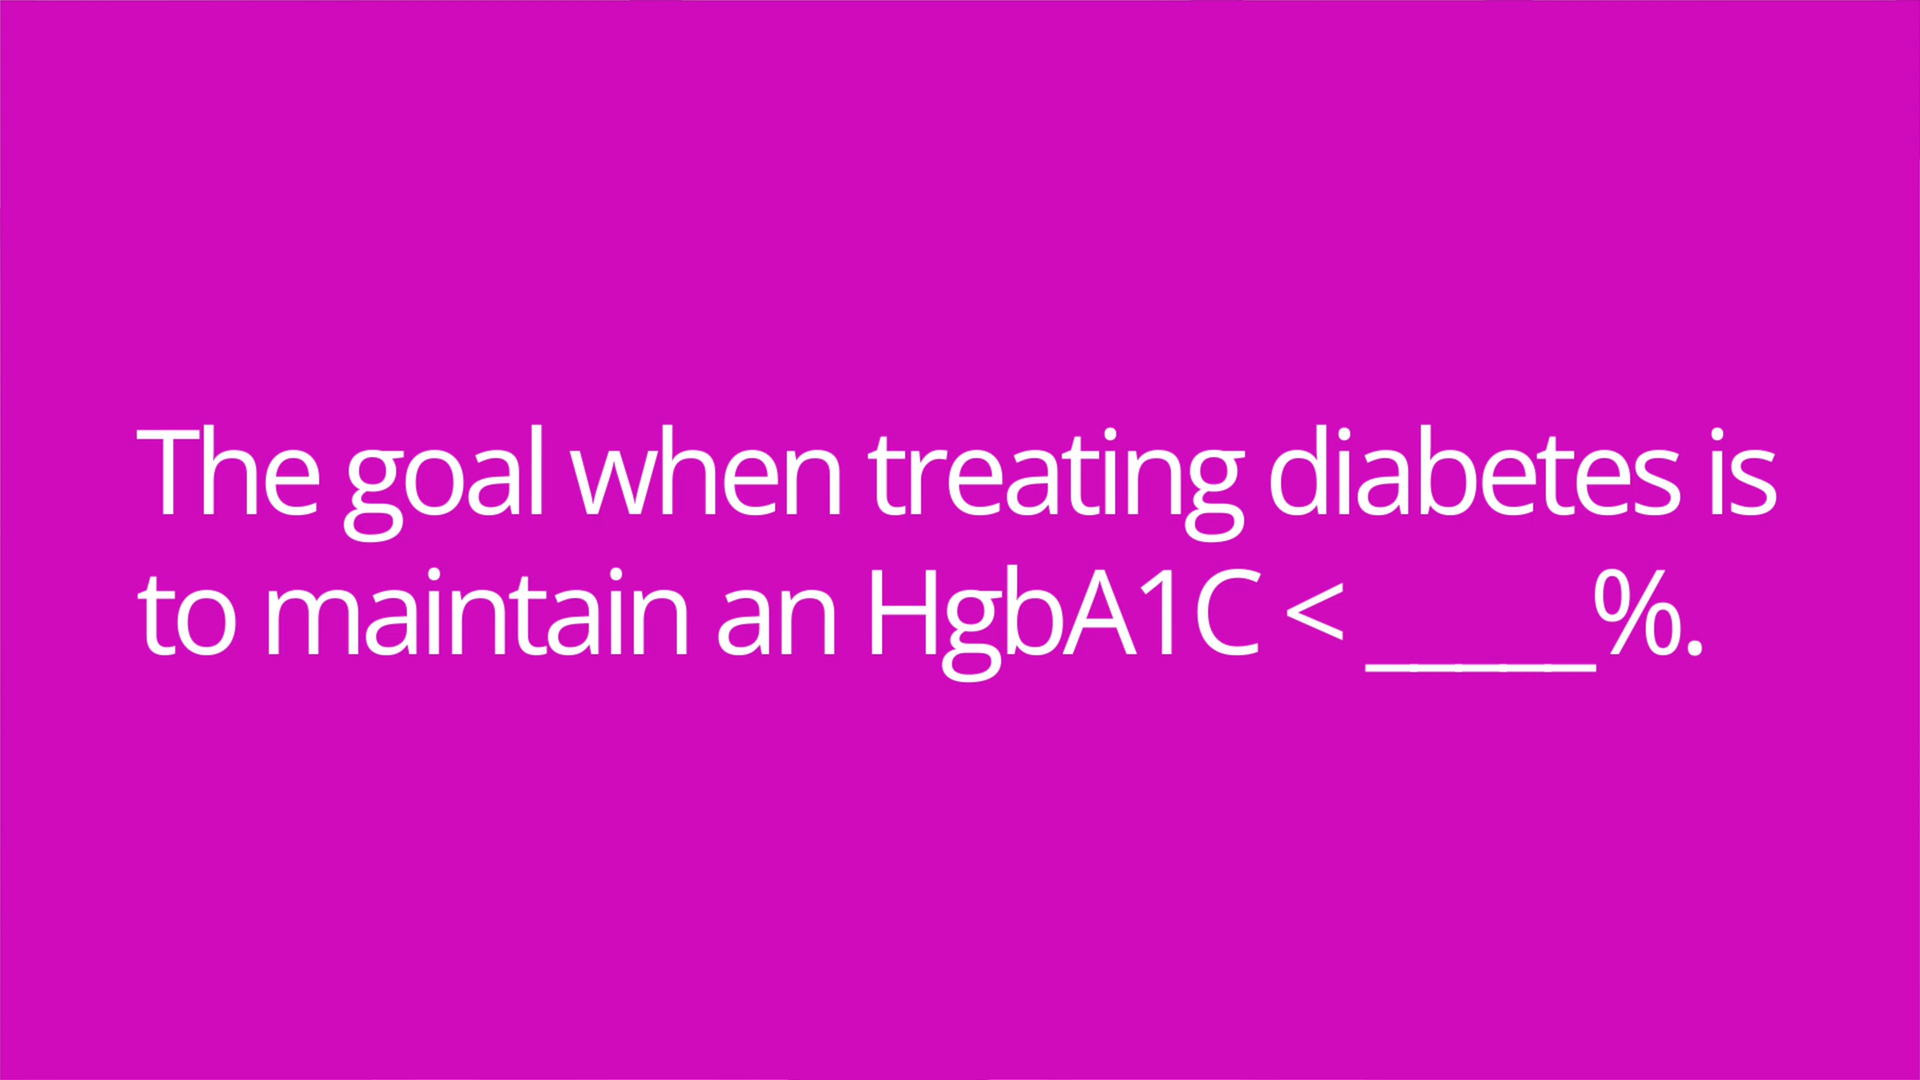 The goal when treating diabetes is
to maintain an HgbA1C < _____%.